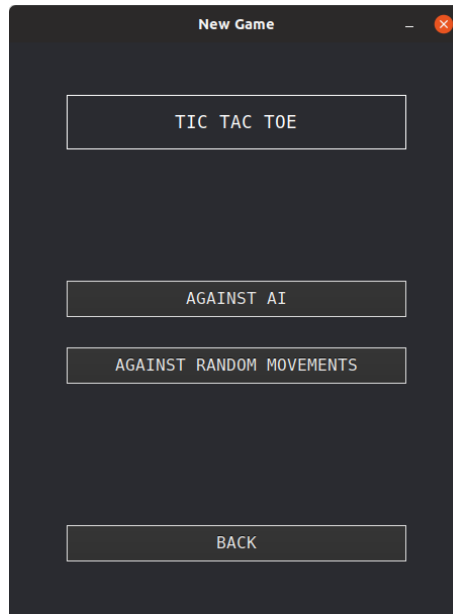 New Game
TIC TAC TOE
AGAINST AI
AGAINST RANDOM MOVEMENTS
BACK